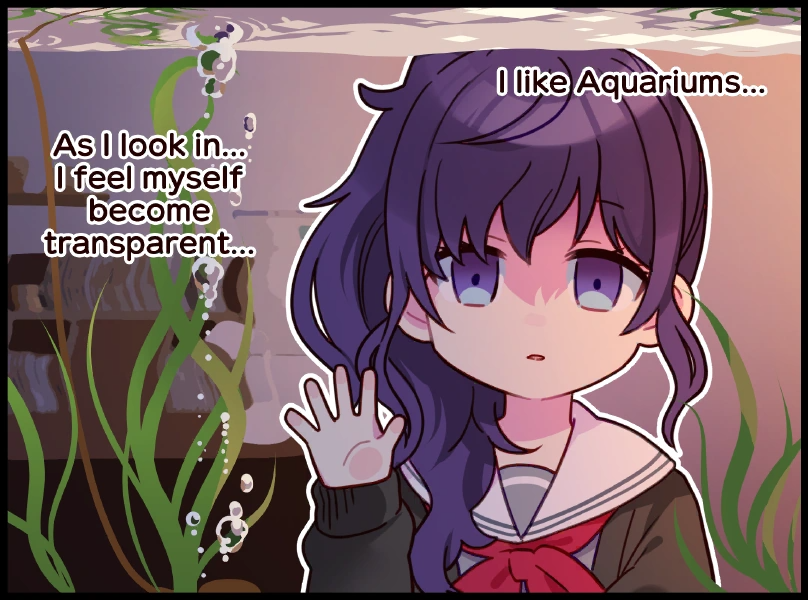 I like Aquariums...
As I look in...
I feel myself
become
transparent...